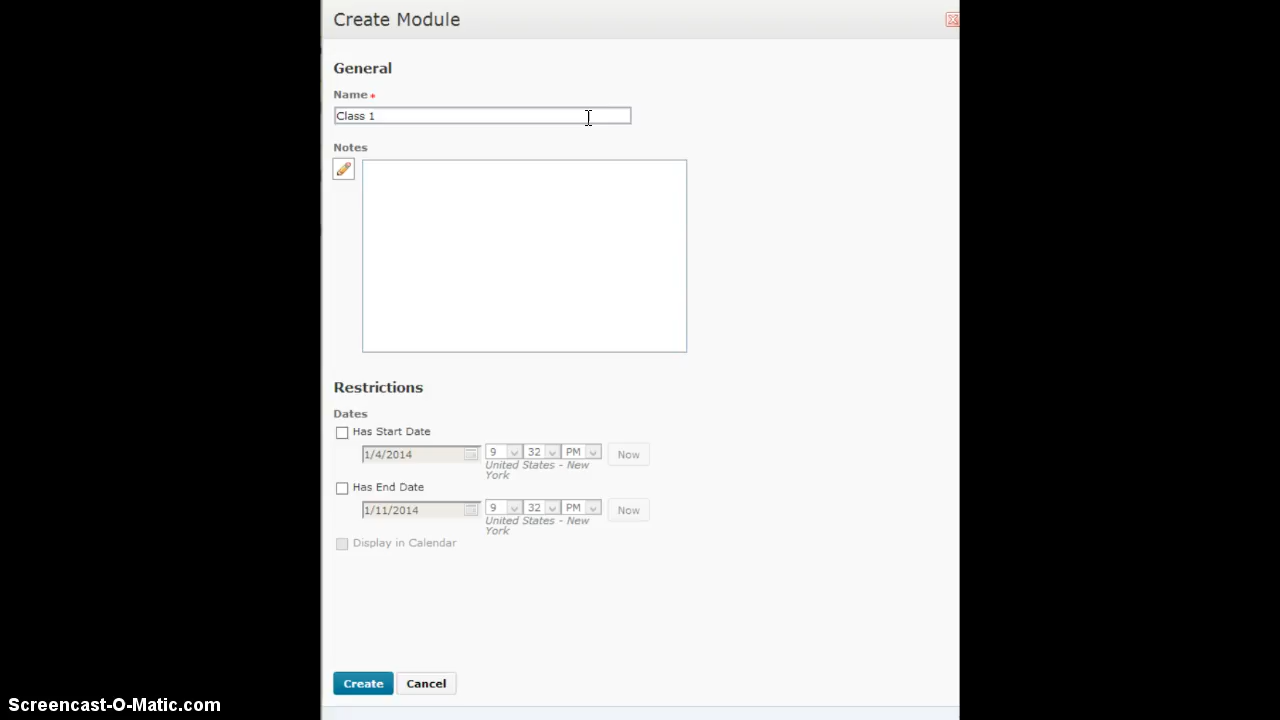 Create Module
General
Name *
Class 1
Notes
Restrictions
Dates
Has Start Date
1/4/2014 9 32 PM Now
United States - New
York
Has End Date
1/11/2014 9 32 PM Now
United States - New
York
Display in Calendar
Create Cancel
Screencast-O-Matic.com